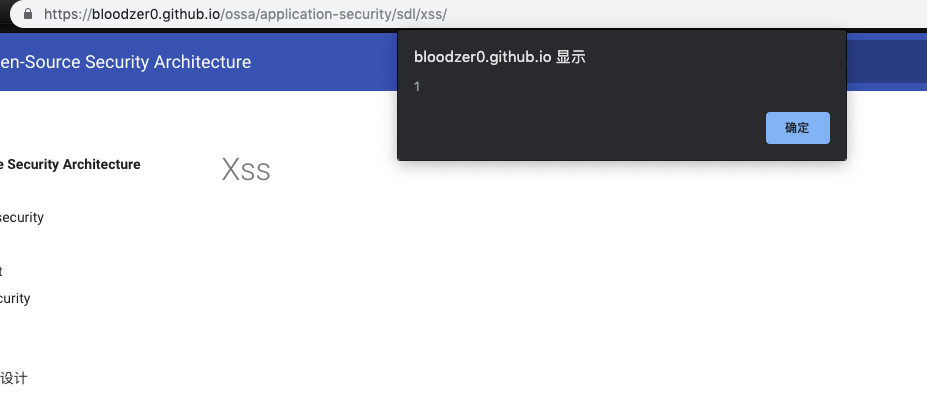 https://bloodzer0.github.io/ossa/application-security/sdl/xss/
en-Source Security Architecture
bloodzer0.github.io 显示
1
确定
e Security Architecture
Xss
security
t
curity
设计